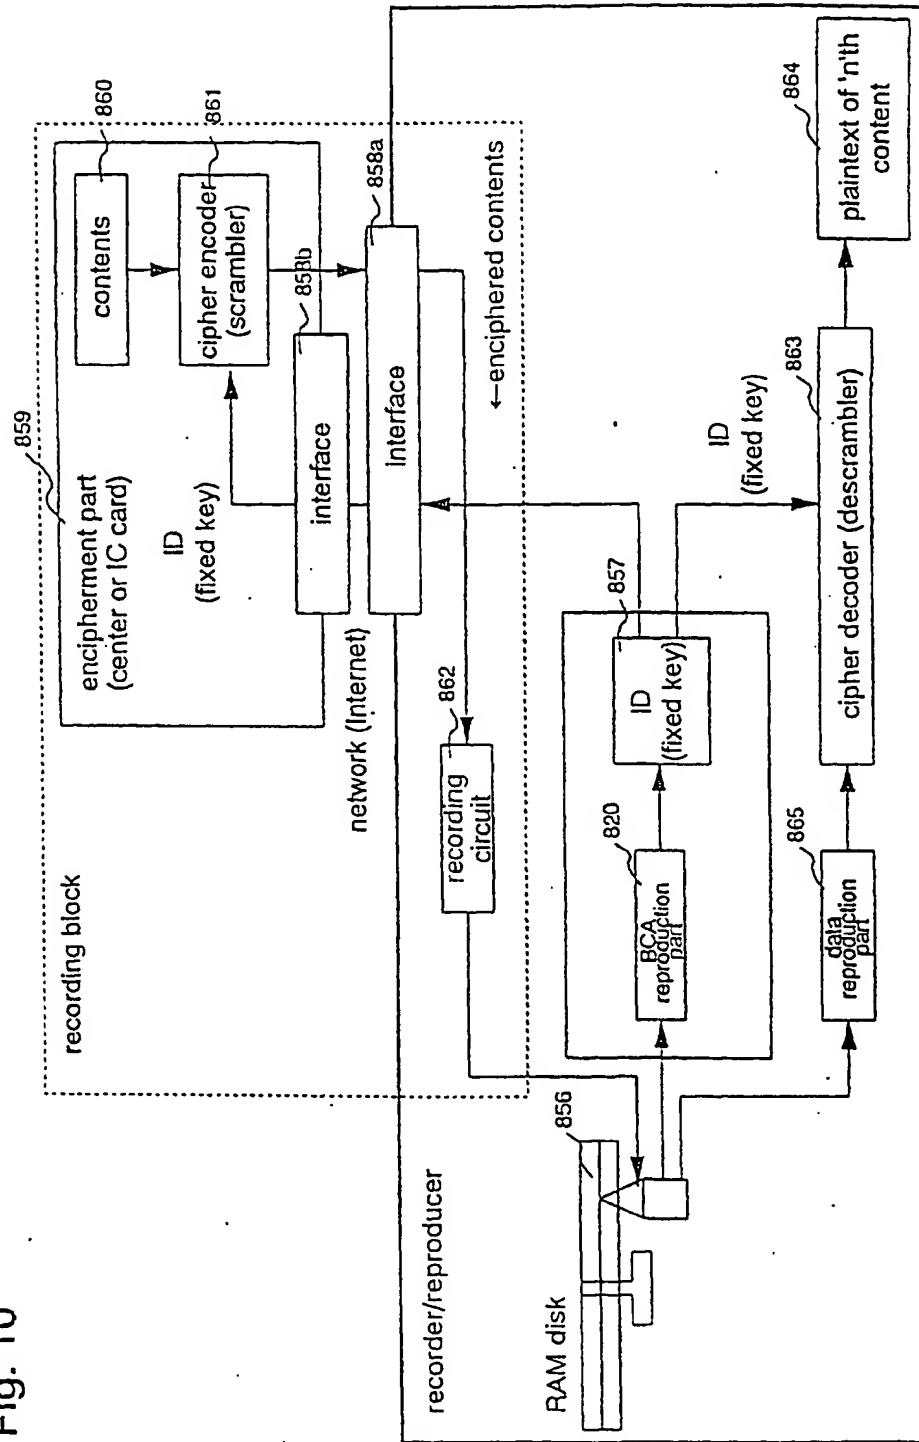 Fig.
recording block
859
encipherment part
(center or IC card)
ID
(fixed key)
contents
860
cipher encoder
(scrambler)
861
interface
858b
network (Internet)
interface
858a
recording
circuit
862
←enciphered contents
recorder/reproducer
RAM disk
856
BCA
reproduction
part
820
ID
(fixed key)
857
ID
(fixed key)
data
reproduction
part
865
cipher decoder (descrambler)
863
plaintext of 'n'th
content
864